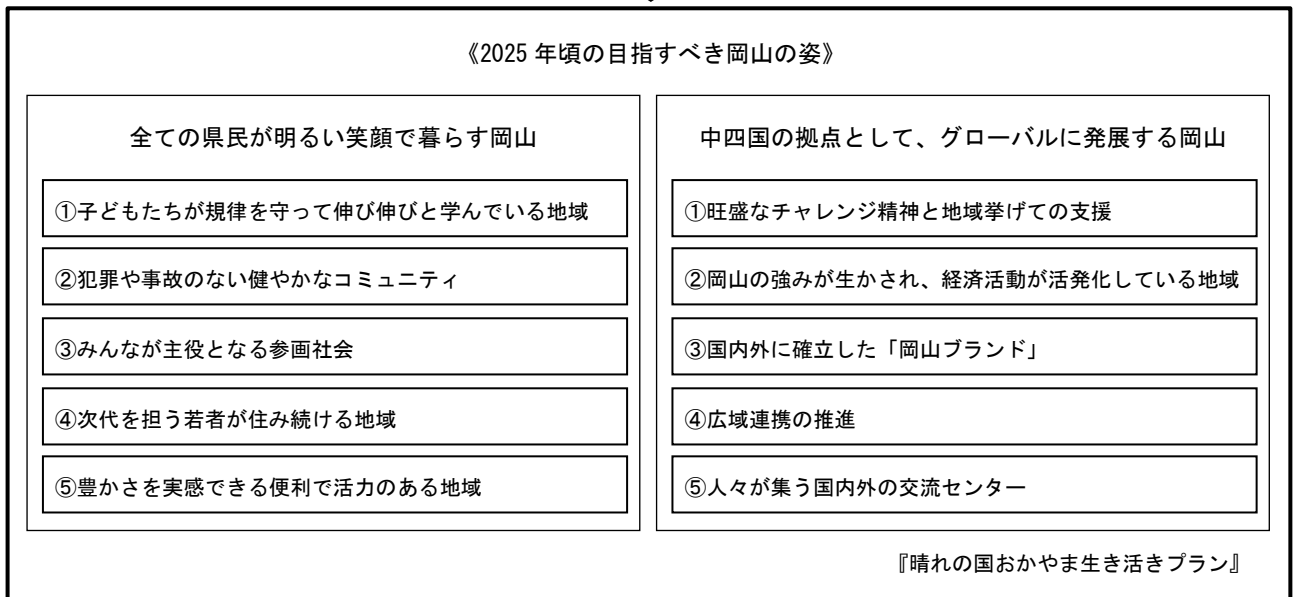 《2025 年頃の目指すべき岡山の姿》
全ての県民が明るい笑顔で暮らす岡山
①子どもたちが規律を守って伸び伸びと学んでいる地域
②犯罪や事故のない健やかなコミュニティ
③みんなが主役となる参画社会
④次代を担う若者が住み続ける地域
⑤豊かさを実感できる便利で活力のある地域
中四国の拠点として、グローバルに発展する岡山
①旺盛なチャレンジ精神と地域挙げての支援
②岡山の強みが生かされ、経済活動が活発化している地域
③国内外に確立した「岡山ブランド」
④広域連携の推進
⑤人々が集う国内外の交流センター
『晴れの国おかやま生き活きプラン』